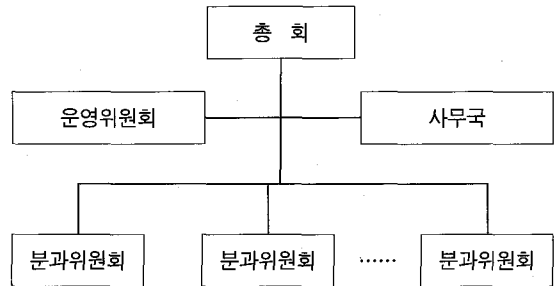 총 회
운영위원회 사무국
분과위원회 분과위원회 ...... 분과위원회